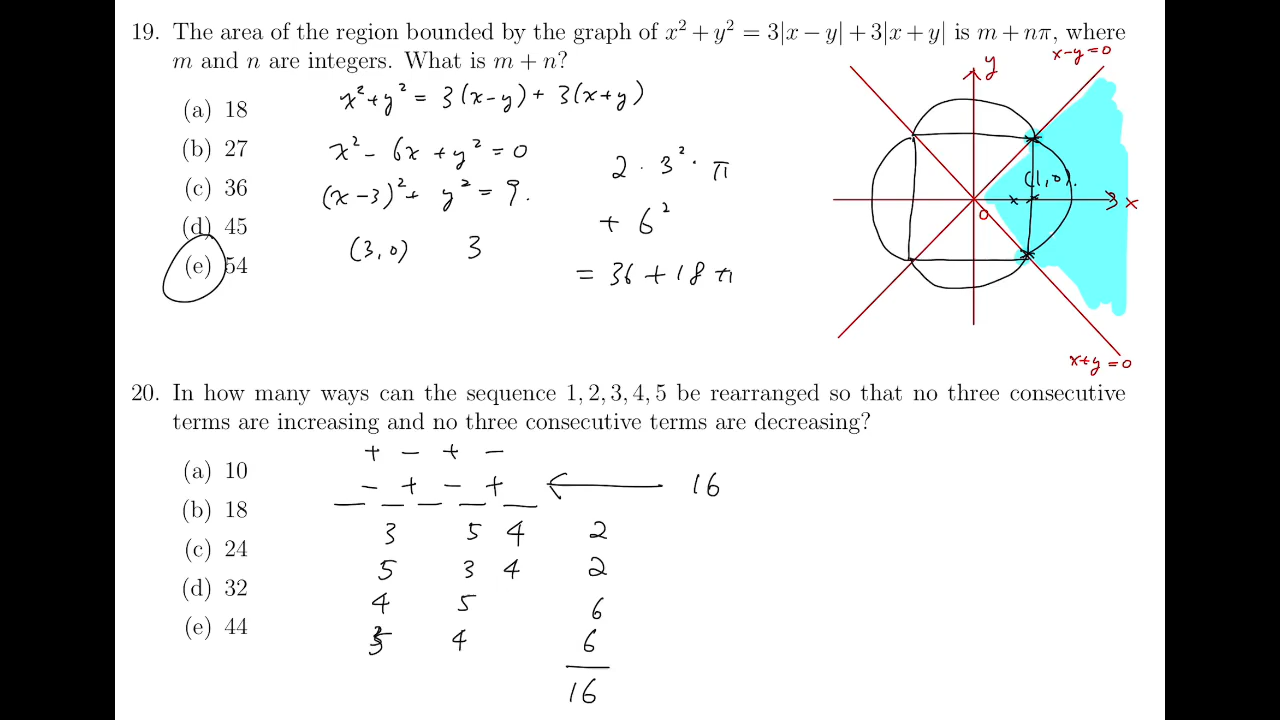 19. The area of the region bounded by the graph of x² + y² = 3|x − y| + 3|x + y| is m + nπ, where
m and n are integers. What is m + n?
(a) 18
(b) 27
(c) 36
(d) 45
(e) 54
x² + y² = 3(x-y) + 3(x+y)
x² - 6x + y² = 0
(x-3)² + y² = 9.
(3,0) 3
2 · 3² · π
+ 6²
= 36 + 18π
x-y=0
y
(1,0).
x
0
3
x
x+y=0
20. In how many ways can the sequence 1, 2, 3, 4, 5 be rearranged so that no three consecutive
terms are increasing and no three consecutive terms are decreasing?
(a) 10
(b) 18
(c) 24
(d) 32
(e) 44
+ - + -
- + - + ← 16
_ _ _ _ _
3 5 4 2
5 3 4 2
4 5 6
4 6
16